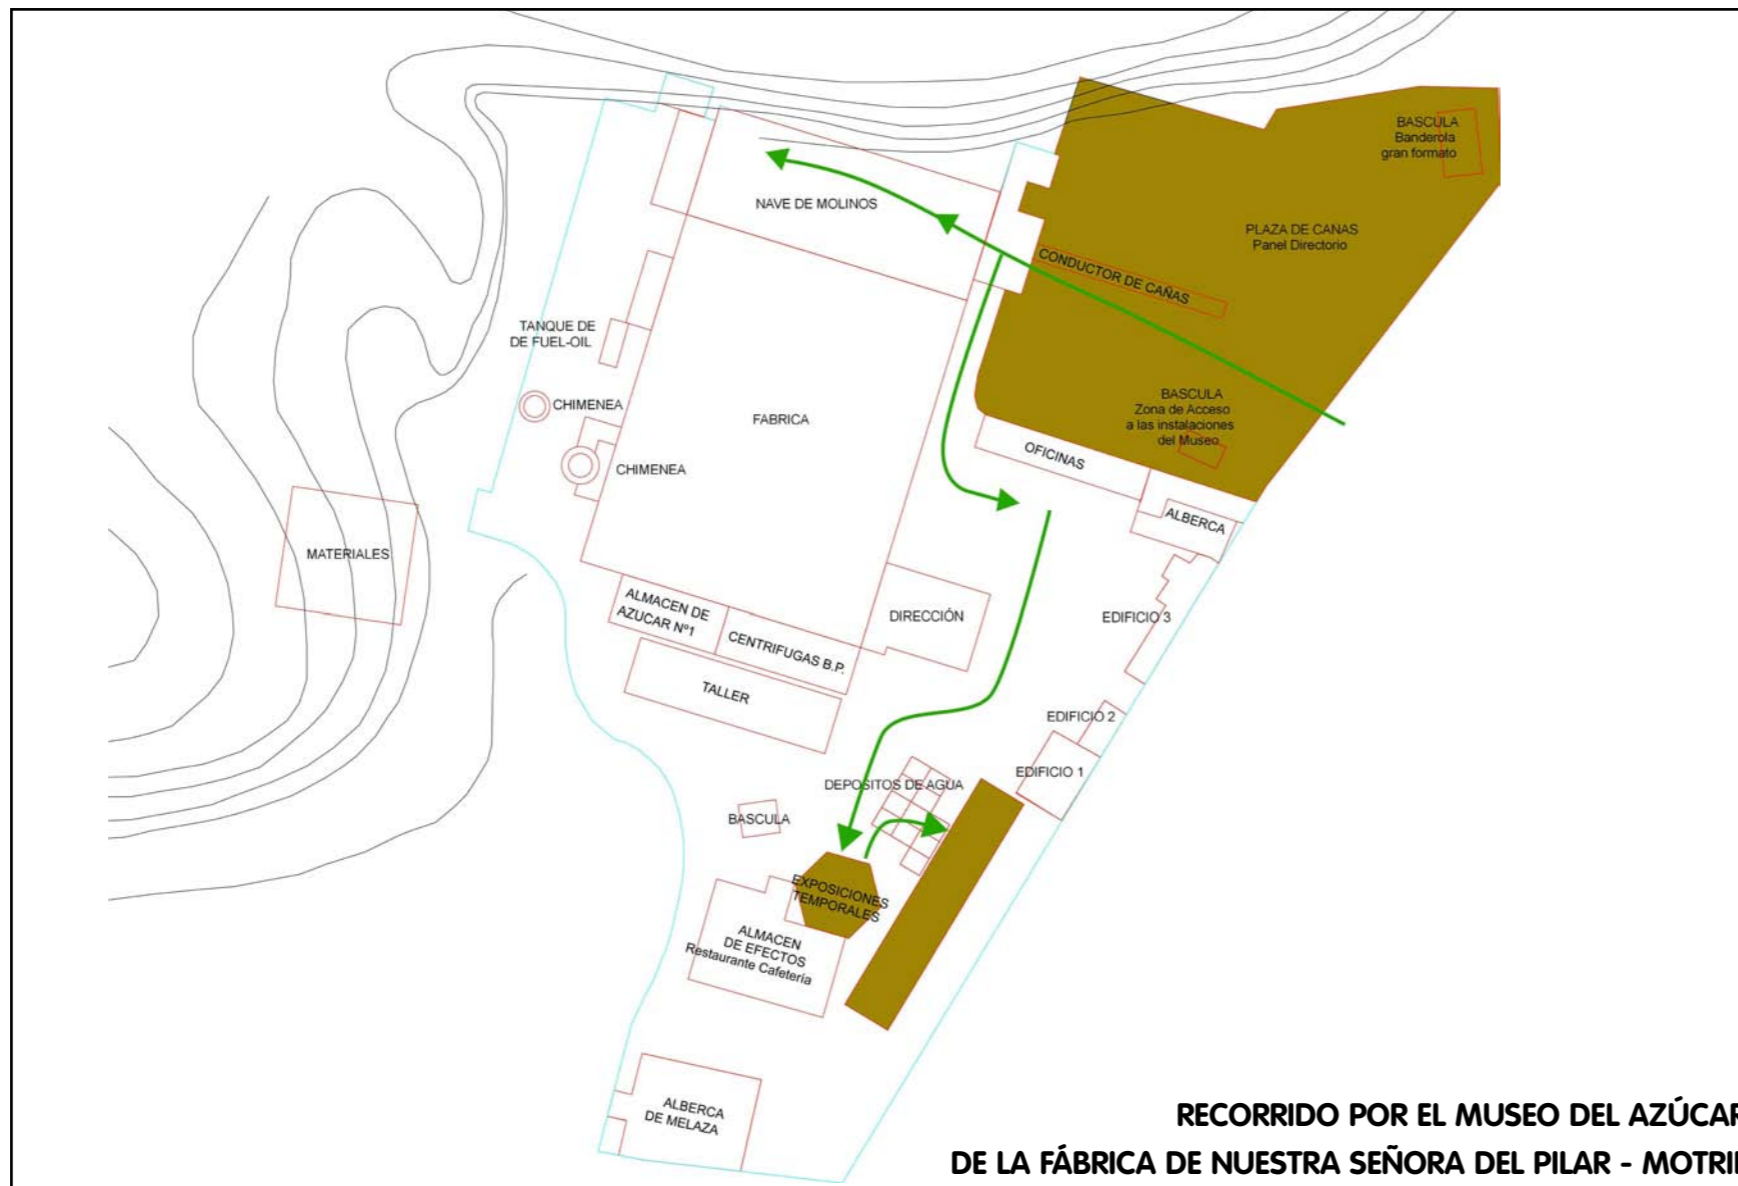 BASCULA
Banderola
gran formato
NAVE DE MOLINOS
PLAZA DE CAÑAS
Panel Directorio
CONDUCTOR DE CAÑAS
TANQUE DE
DE FUEL-OIL
CHIMENEA
FABRICA
BASCULA
Zona de Acceso
a las instalaciones
del Museo
OFICINAS
CHIMENEA
ALBERCA
MATERIALES
ALMACEN DE
AZUCAR Nº1
CENTRIFUGAS B.P.
DIRECCIÓN
EDIFICIO 3
TALLER
EDIFICIO 2
EDIFICIO 1
DEPOSITOS DE AGUA
BASCULA
EXPOSICIONES
TEMPORALES
ALMACEN
DE EFECTOS
Restaurante Cafetería
ALBERCA
DE MELAZA
RECORRIDO POR EL MUSEO DEL AZÚCAR
DE LA FÁBRICA DE NUESTRA SEÑORA DEL PILAR - MOTRIL